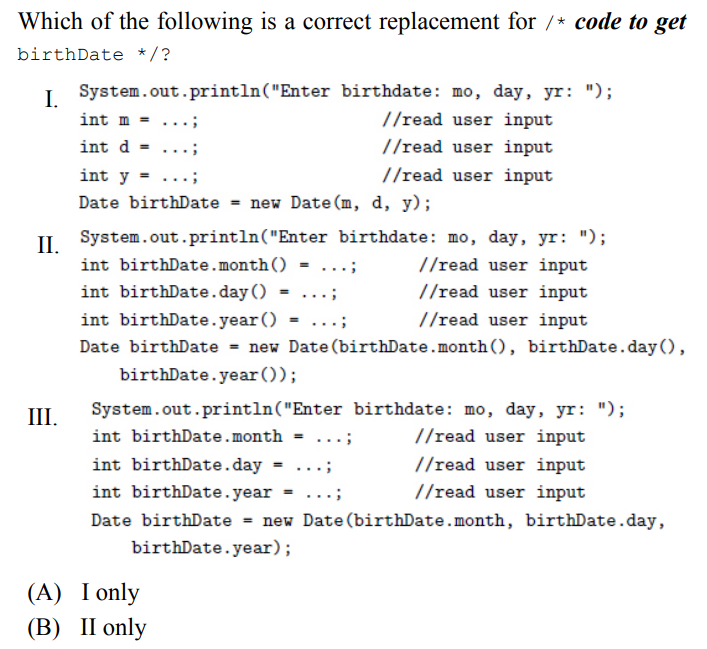 Which of the following is a correct replacement for /* code to get
birthDate */?
I. System.out.println("Enter birthdate: mo, day, yr: ");
int m = ...; //read user input
int d = ...; //read user input
int y = ...; //read user input
Date birthDate = new Date(m, d, y);
II. System.out.println("Enter birthdate: mo, day, yr: ");
int birthDate.month() = ...; //read user input
int birthDate.day() = ...; //read user input
int birthDate.year() = ...; //read user input
Date birthDate = new Date(birthDate.month(), birthDate.day(),
birthDate.year());
III. System.out.println("Enter birthdate: mo, day, yr: ");
int birthDate.month = ...; //read user input
int birthDate.day = ...; //read user input
int birthDate.year = ...; //read user input
Date birthDate = new Date(birthDate.month, birthDate.day,
birthDate.year);
(A) I only
(B) II only